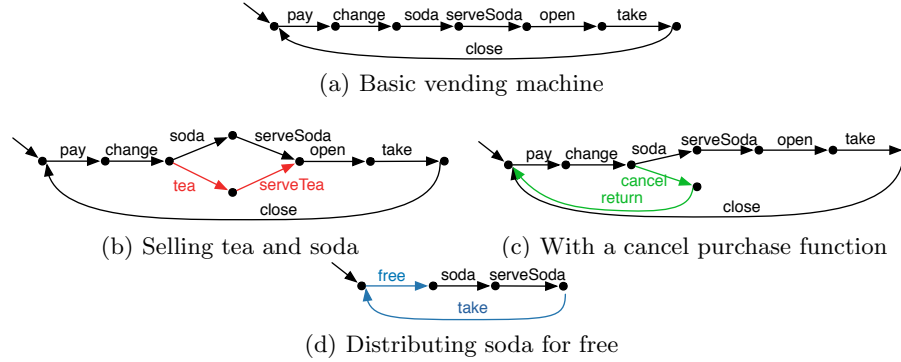 pay change soda serveSoda open take
close
(a) Basic vending machine
pay change soda serveSoda open take
tea serveTea
close
(b) Selling tea and soda
pay change soda serveSoda open take
cancel
return
close
(c) With a cancel purchase function
free soda serveSoda
take
(d) Distributing soda for free